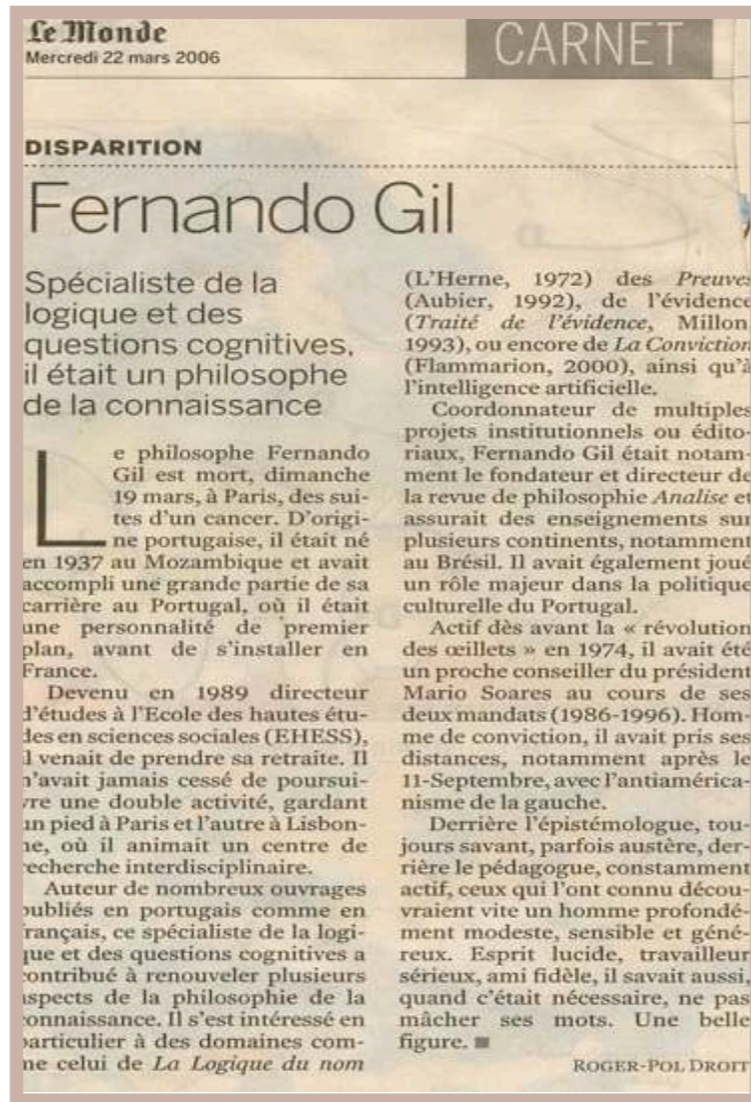 Le Monde
Mercredi 22 mars 2006
CARNET
DISPARITION
Fernando Gil
Spécialiste de la
logique et des
questions cognitives,
il était un philosophe
de la connaissance
Le philosophe Fernando
Gil est mort, dimanche
19 mars, à Paris, des sui-
tes d'un cancer. D'origi-
ne portugaise, il était né
en 1937 au Mozambique et avait
accompli une grande partie de sa
carrière au Portugal, où il était
une personnalité de premier
plan, avant de s'installer en
France.
Devenu en 1989 directeur
d'études à l'Ecole des hautes étu-
des en sciences sociales (EHESS),
il venait de prendre sa retraite. Il
n'avait jamais cessé de poursui-
vre une double activité, gardant
un pied à Paris et l'autre à Lisbon-
ne, où il animait un centre de
recherche interdisciplinaire.
Auteur de nombreux ouvrages
publiés en portugais comme en
français, ce spécialiste de la logi-
que et des questions cognitives a
contribué à renouveler plusieurs
aspects de la philosophie de la
connaissance. Il s'est intéressé en
particulier à des domaines com-
me celui de La Logique du nom
(L'Herne, 1972) des Preuves
(Aubier, 1992), de l'évidence
(Traité de l'évidence, Millon
1993), ou encore de La Conviction
(Flammarion, 2000), ainsi qu'à
l'intelligence artificielle.
Coordonnateur de multiples
projets institutionnels ou édito-
riaux, Fernando Gil était notam-
ment le fondateur et directeur de
la revue de philosophie Analise et
assurait des enseignements sur
plusieurs continents, notamment
au Brésil. Il avait également joué
un rôle majeur dans la politique
culturelle du Portugal.
Actif dès avant la « révolution
des œillets » en 1974, il avait été
un proche conseiller du président
Mario Soares au cours de ses
deux mandats (1986-1996). Hom-
me de conviction, il avait pris ses
distances, notamment après le
11-Septembre, avec l'antiaméricanisme-
nisme de la gauche.
Derrière l'épistémologue, tou-
jours savant, parfois austère, der-
rière le pédagogue, constamment
actif, ceux qui l'ont connu décou-
vraient vite un homme profondé-
ment modeste, sensible et géné-
reux. Esprit lucide, travailleur
sérieux, ami fidèle, il savait aussi,
quand c'était nécessaire, ne pas
mâcher ses mots. Une belle
figure. ■
ROGER-POL DROIT